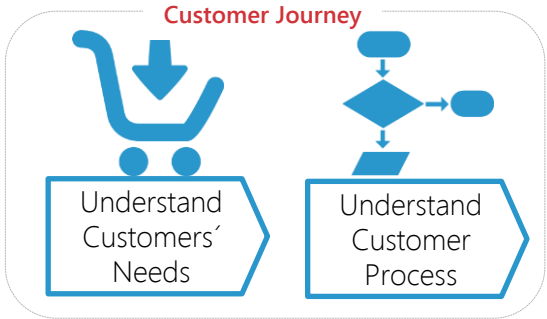 Customer Journey
Understand
Customers´
Needs
Understand
Customer
Process